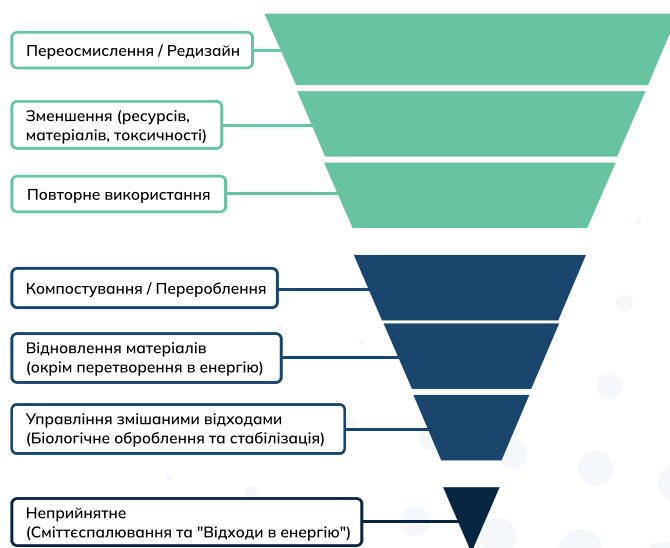 Переосмислення / Редизайн
Зменшення (ресурсів,
матеріалів, токсичності)
Повторне використання
Компостування / Перероблення
Відновлення матеріалів
(окрім перетворення в енергію)
Управління змішаними відходами
(Біологічне оброблення та стабілізація)
Неприйнятне
(Сміттєспалювання та "Відходи в енергію")